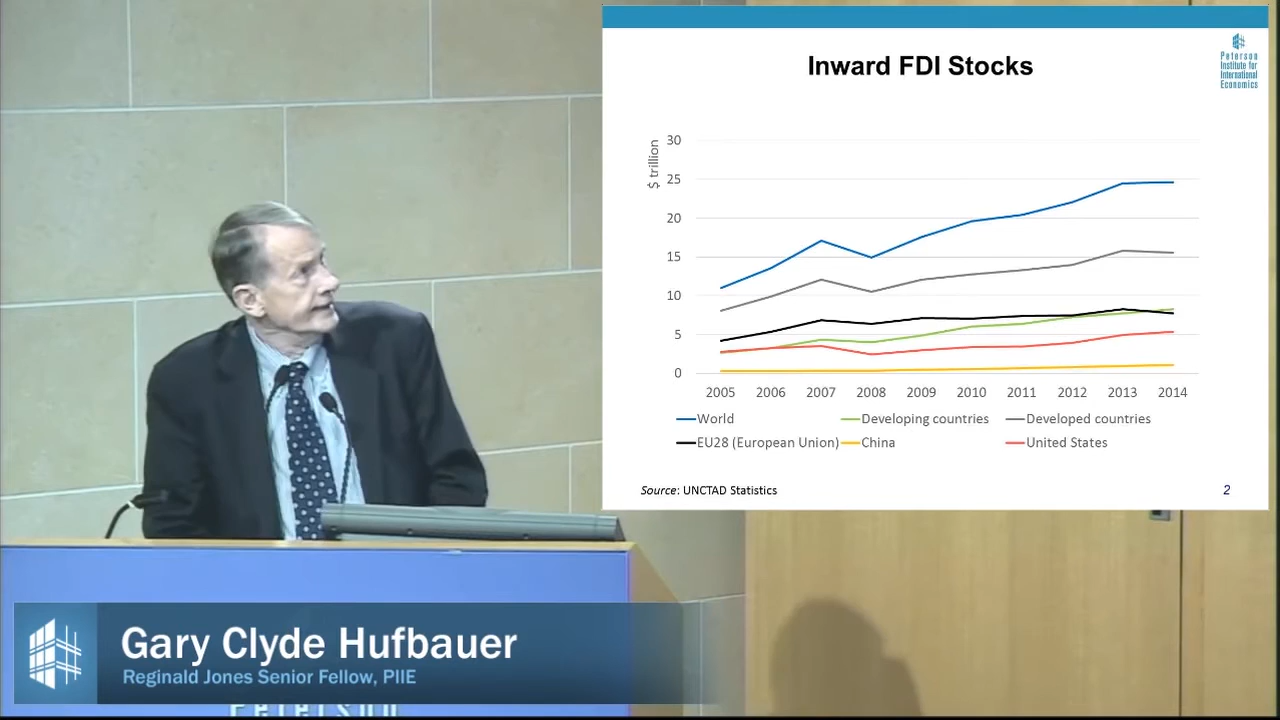 Inward FDI Stocks
Peterson
Institute for
International
Economics
$ trillion
30
25
20
15
10
5
0
2005 2006 2007 2008 2009 2010 2011 2012 2013 2014
World Developing countries Developed countries
EU28 (European Union) China United States
Source: UNCTAD Statistics
2
Gary Clyde Hufbauer
Reginald Jones Senior Fellow, PIIE
Peterson